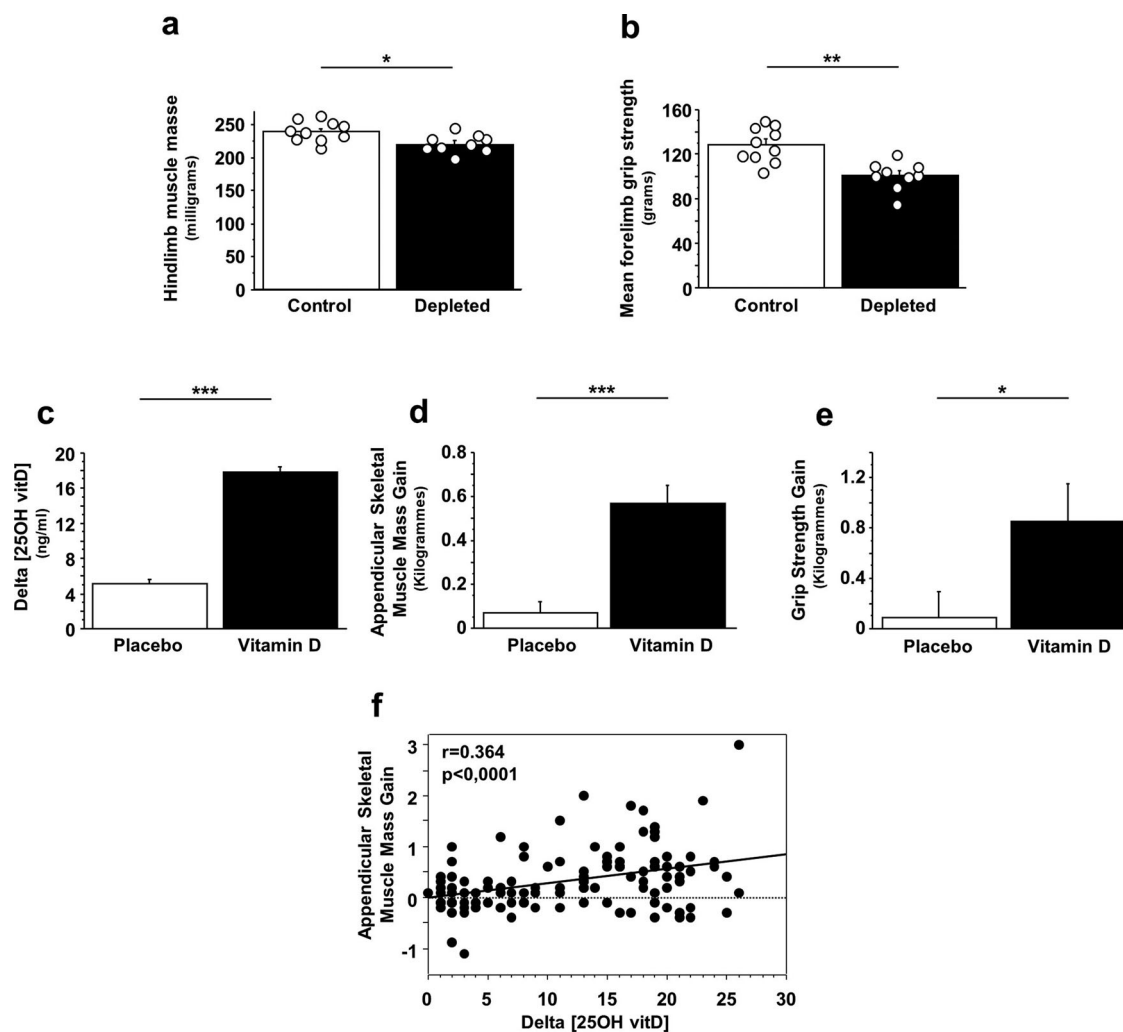 a
*
Hindlimb muscle masse
(milligrams)
250
200
150
100
50
0
Control
Depleted
b
**
Mean forelimb grip strength
(grams)
160
120
80
40
0
Control
Depleted
c
***
Delta [25OH vitD]
(ng/ml)
20
16
12
8
4
0
Placebo
Vitamin D
d
***
Appendicular Skeletal
Muscle Mass Gain
(Kilogrammes)
0.8
0.6
0.4
0.2
0
Placebo
Vitamin D
e
*
Grip Strength Gain
(Kilogrammes)
1.2
0.8
0.4
0
Placebo
Vitamin D
f
r=0.364
p<0,0001
Appendicular Skeletal
Muscle Mass Gain
3
2
1
0
-1
0 5 10 15 20 25 30
Delta [25OH vitD]